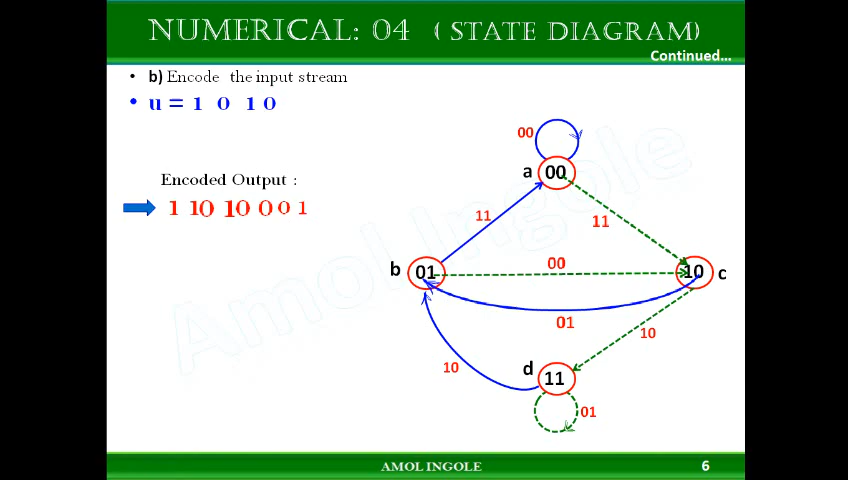 NUMERICAL: 04 ( STATE DIAGRAM)
Continued...
• b) Encode the input stream
• u = 1 0 1 0
Encoded Output :
1 10 10 0 0 1
00
a 00
11
11
b 01
00
10 c
01
10
10
d 11
01
Amol Ingole
AMOL INGOLE
6